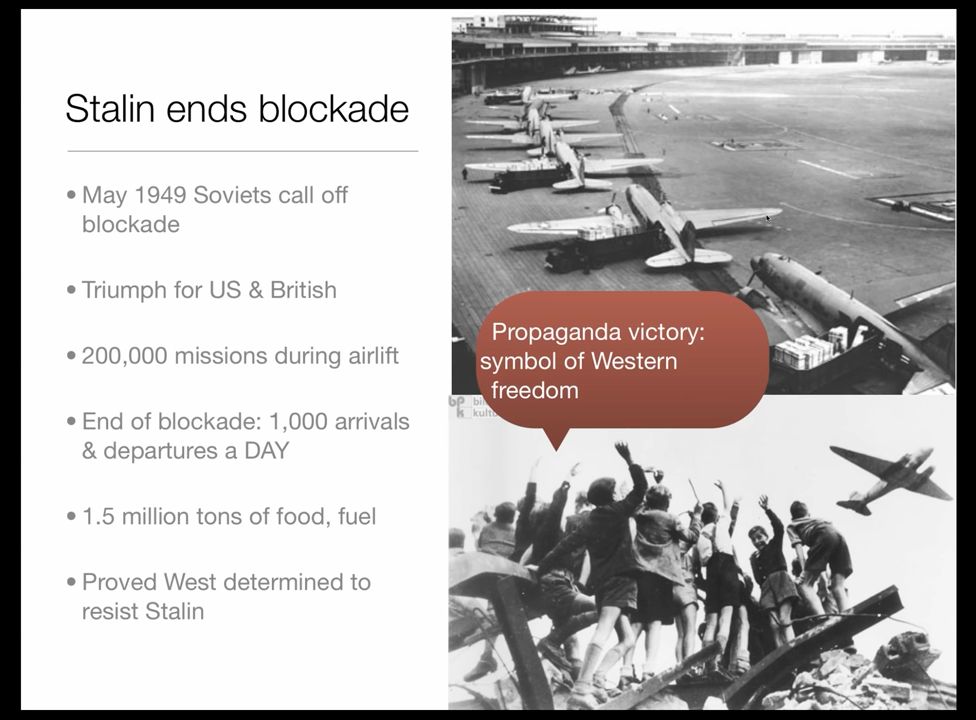 Stalin ends blockade
• May 1949 Soviets call off
blockade
• Triumph for US & British
• 200,000 missions during airlift
• End of blockade: 1,000 arrivals
& departures a DAY
• 1.5 million tons of food, fuel
• Proved West determined to
resist Stalin
Propaganda victory:
symbol of Western
freedom
bpk